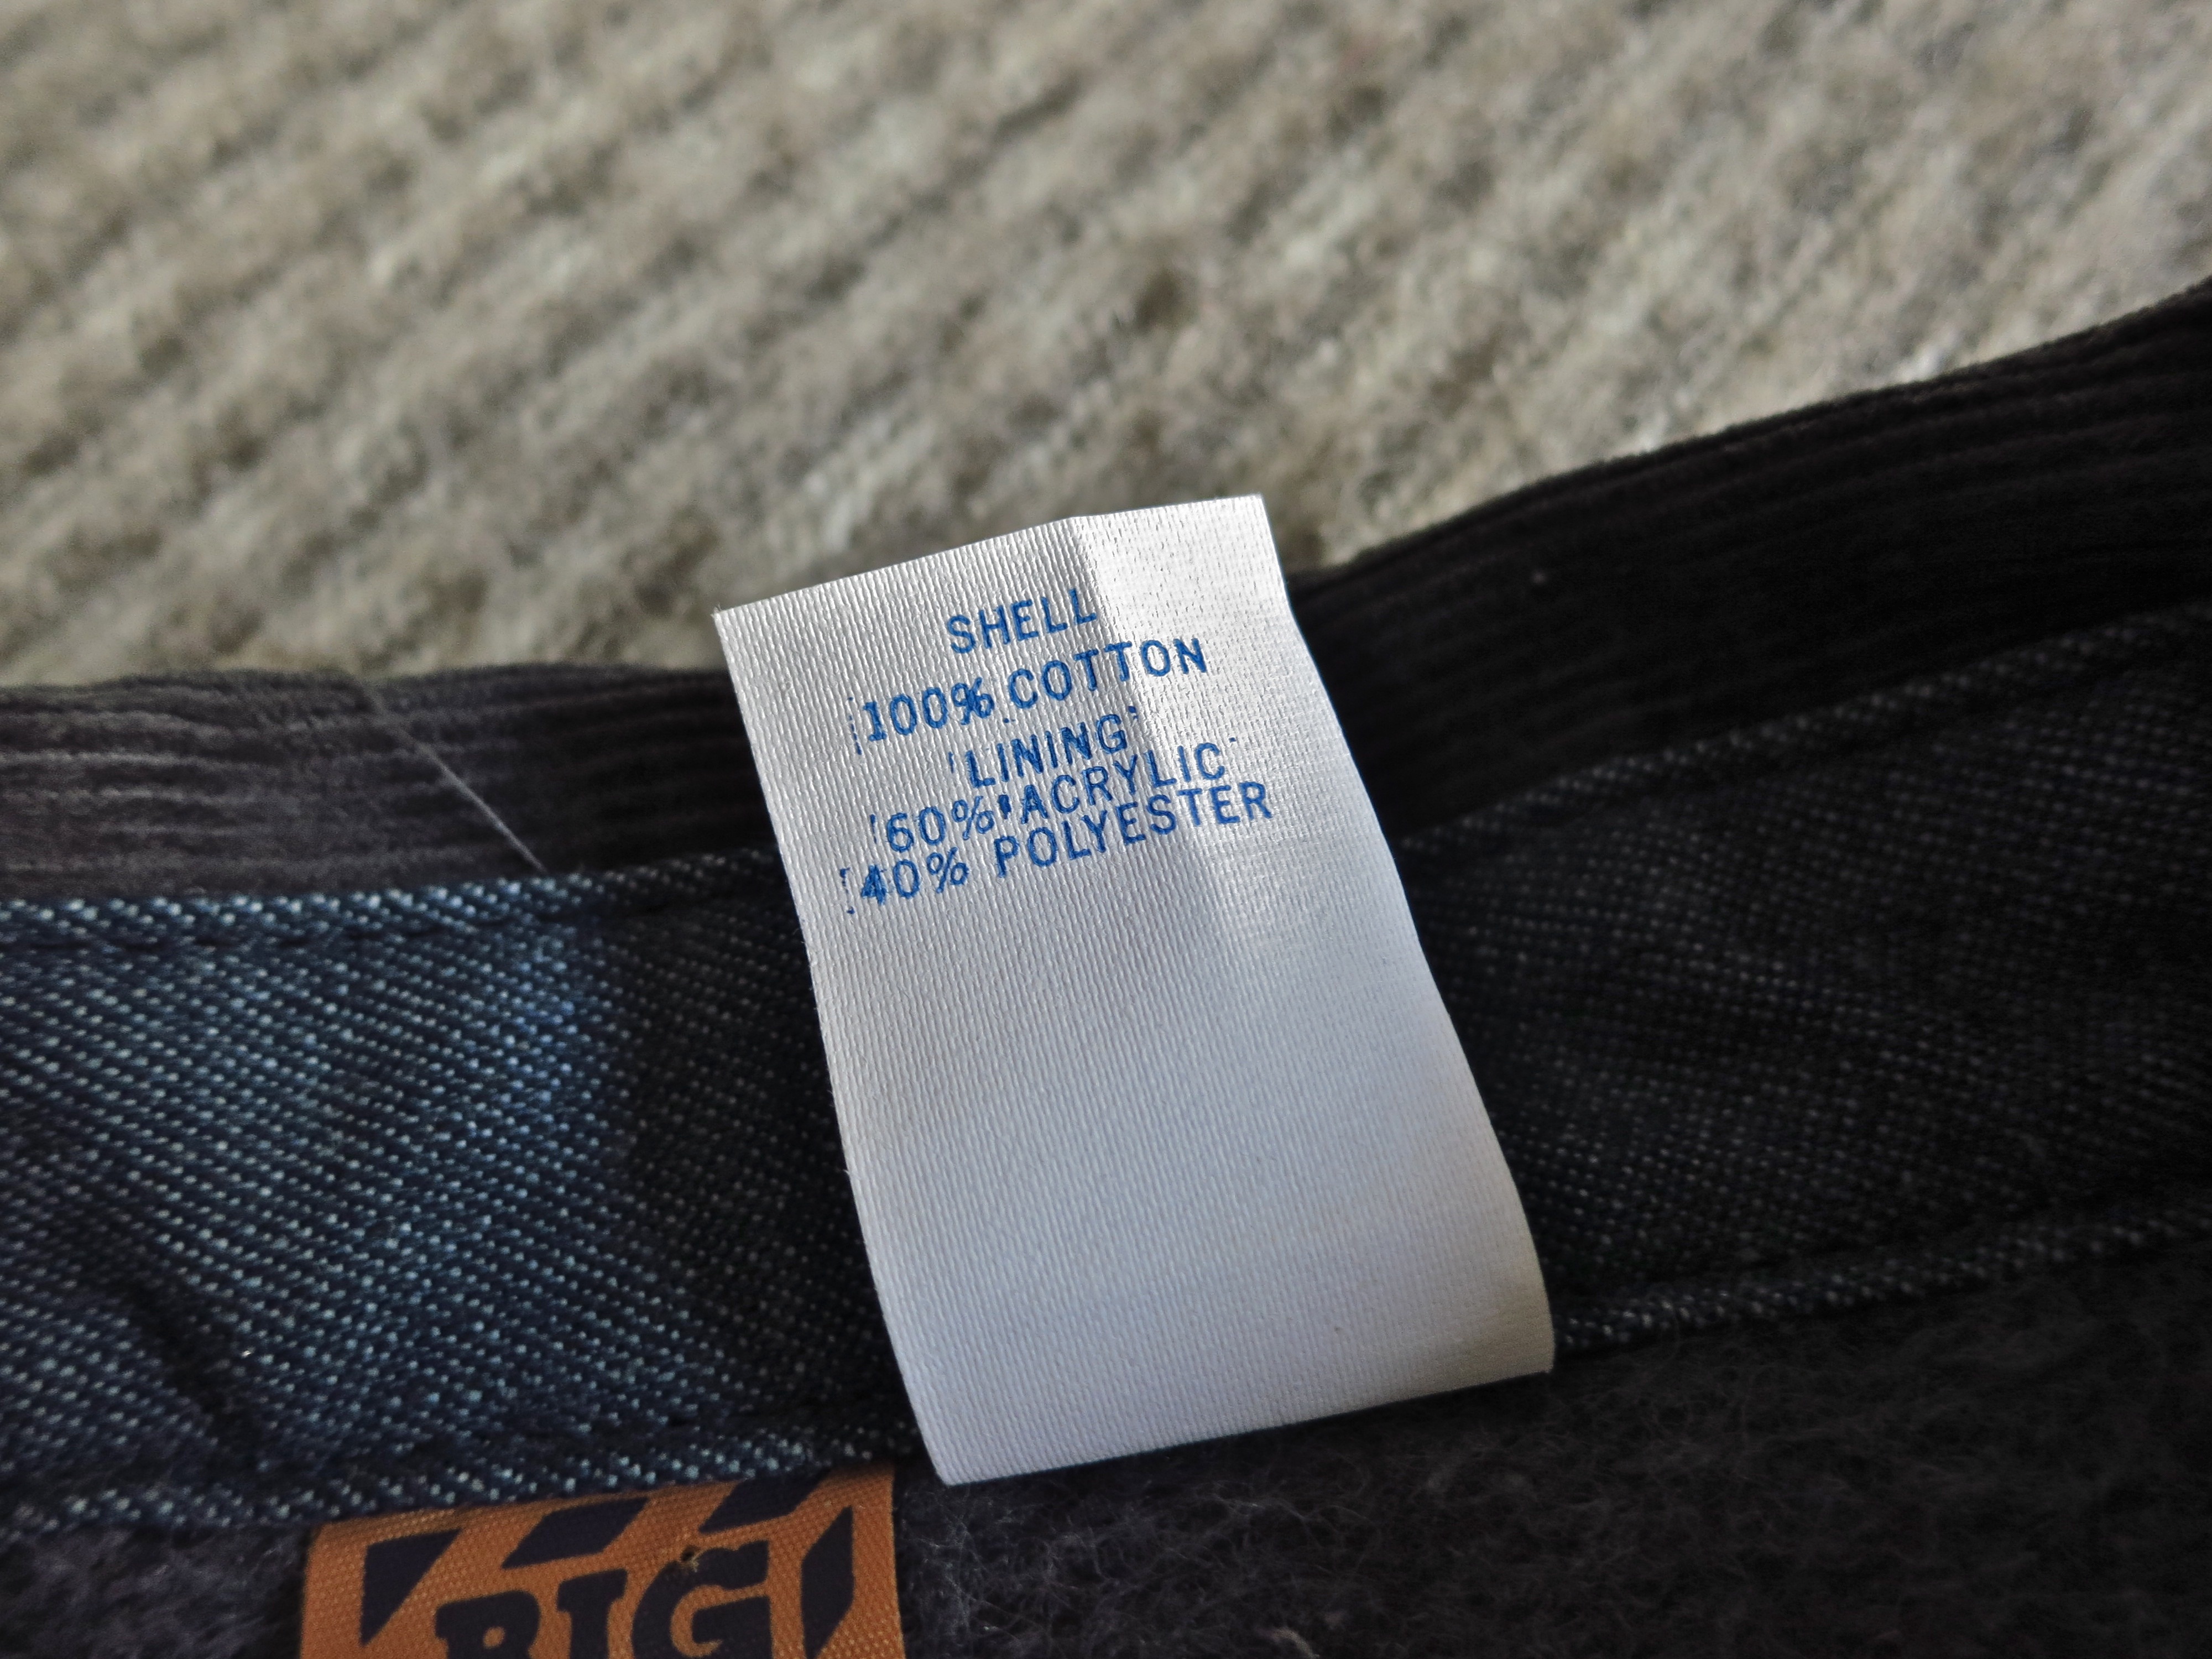 SHELL
100% COTTON
LINING
60% ACRYLIC
40% POLYESTER
BIG